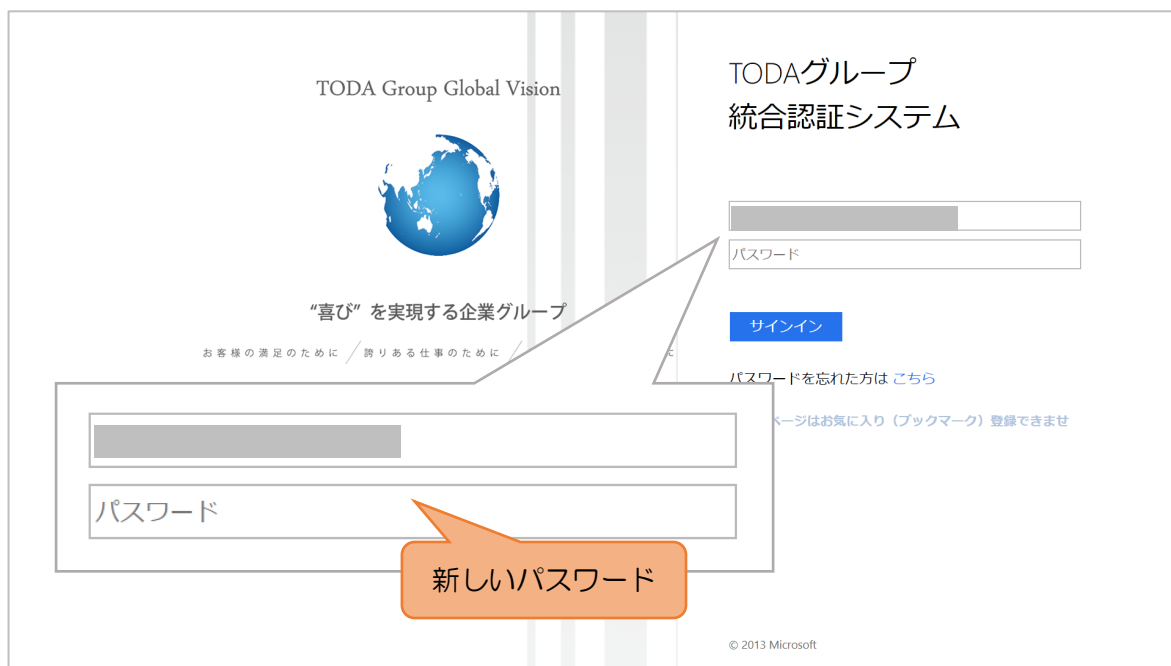 TODA Group Global Vision
“喜び” を実現する企業グループ
お客様の満足のために ╱ 誇りある仕事のために ╱
TODAグループ
統合認証システム
パスワード
サインイン
パスワードを忘れた方は こちら
ページはお気に入り（ブックマーク）登録できませ
パスワード
新しいパスワード
© 2013 Microsoft